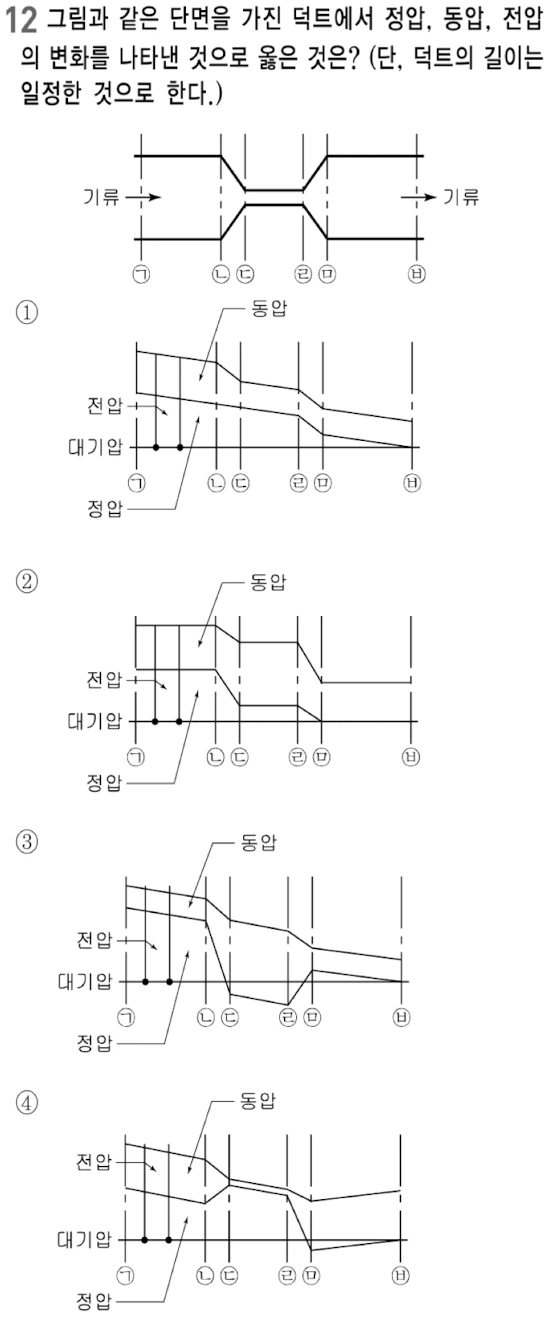 12 그림과 같은 단면을 가진 덕트에서 정압, 동압, 전압
의 변화를 나타낸 것으로 옳은 것은? (단, 덕트의 길이는
일정한 것으로 한다.)
기류 기류
㉠ ㉡ ㉢ ㉣ ㉤ ㉥
①
동압
전압
대기압
㉠ ㉡ ㉢ ㉣ ㉤ ㉥
정압
②
동압
전압
대기압
㉠ ㉡ ㉢ ㉣ ㉤ ㉥
정압
③
동압
전압
대기압
㉠ ㉡ ㉢ ㉣ ㉤ ㉥
정압
④
동압
전압
대기압
㉠ ㉡ ㉢ ㉣ ㉤ ㉥
정압